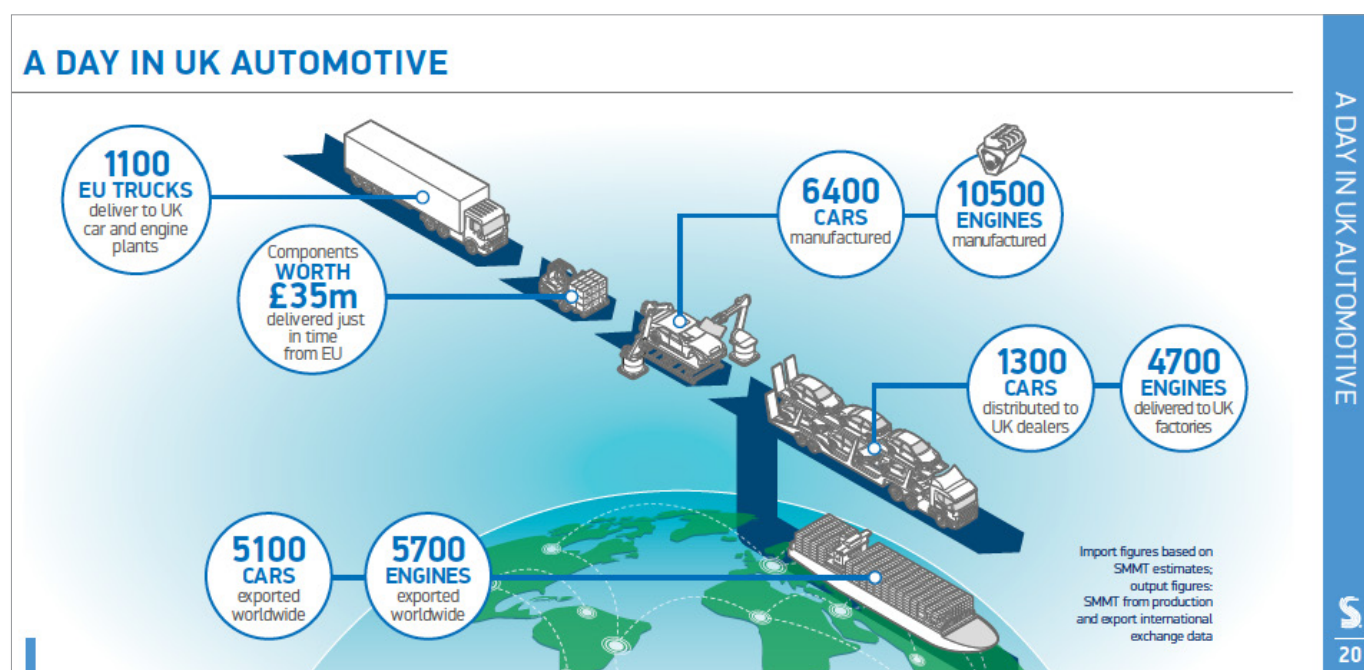 A DAY IN UK AUTOMOTIVE
1100
EU TRUCKS
deliver to UK
car and engine
plants
Components
WORTH
£35m
delivered just
in time
from EU
6400
CARS
manufactured
10500
ENGINES
manufactured
1300
CARS
distributed to
UK dealers
4700
ENGINES
delivered to UK
factories
5100
CARS
exported
worldwide
5700
ENGINES
exported
worldwide
Import figures based on
SMMT estimates;
output figures:
SMMT from production
and export international
exchange data
A DAY IN UK AUTOMOTIVE
20